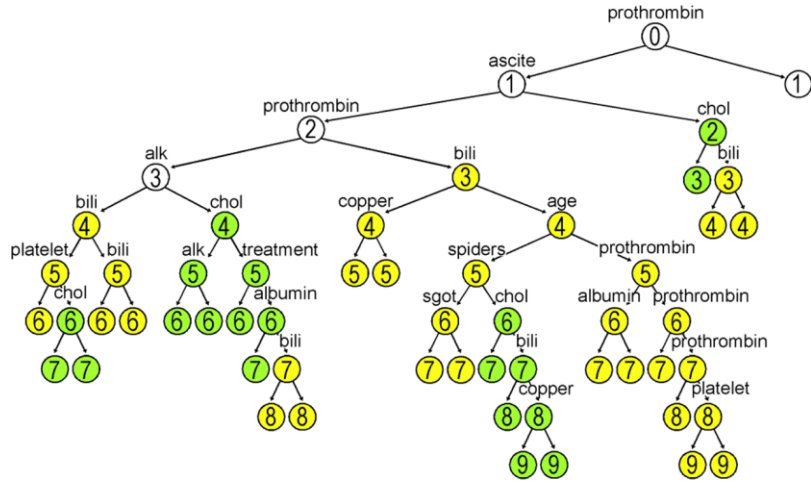 prothrombin
0
ascite
1 1
prothrombin chol
2 2
alk bili bili
3 3 3 3
bili chol copper age
4 4 4 4 4 4
platelet bili alk treatment spiders prothrombin
5 5 5 5 5 5 5 5
chol albumin sgot chol albumin prothrombin
6 6 6 6 6 6 6 6 6 6 6 6
bili bili prothrombin
7 7 7 7 7 7 7 7 7 7 7 7
copper platelet
8 8 8 8 8 8
9 9 9 9